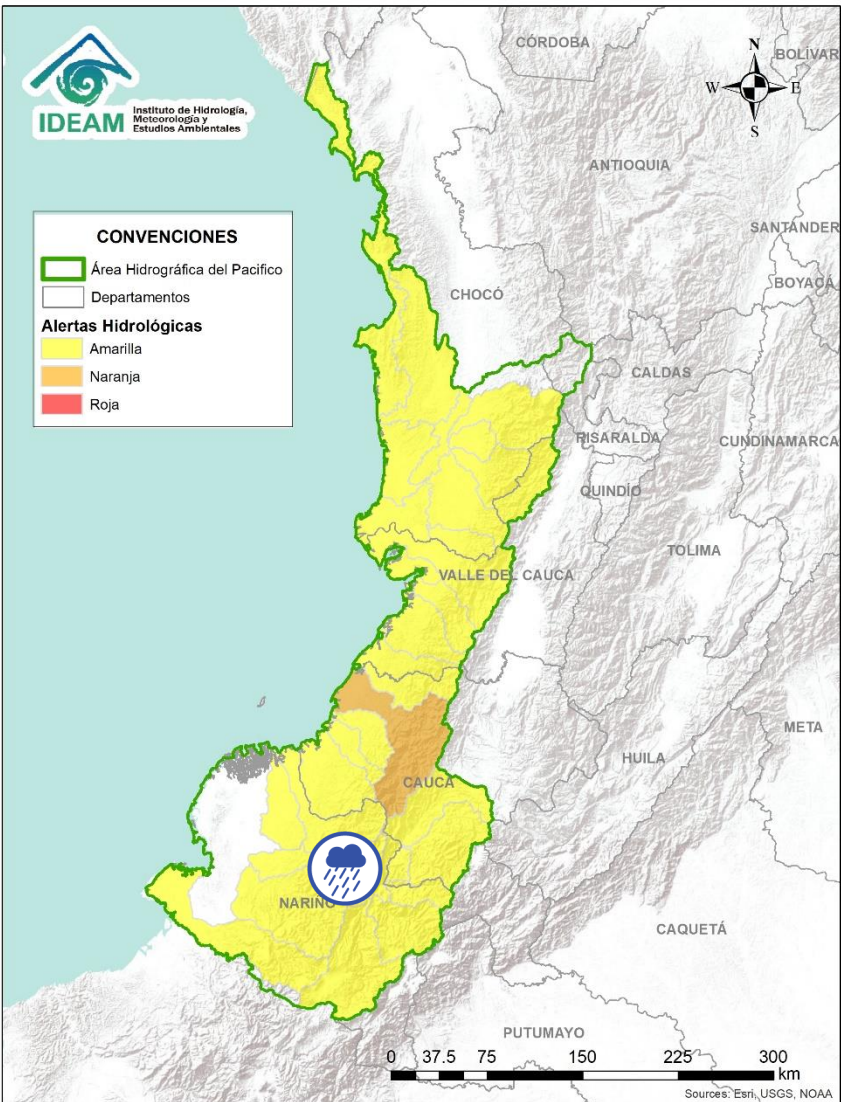 IDEAM
Instituto de Hidrología,
Meteorología y
Estudios Ambientales
N
W
E
S
CÓRDOBA
BOLÍVAR
ANTIOQUIA
SANTANDER
BOYACÁ
CHOCÓ
CALDAS
RISARALDA
CUNDINAMARCA
QUINDÍO
TOLIMA
VALLE DEL CAUCA
META
HUILA
CAUCA
NARIÑO
CAQUETÁ
PUTUMAYO
CONVENCIONES
Área Hidrográfica del Pacifico
Departamentos
Alertas Hidrológicas
Amarilla
Naranja
Roja
0 37.5 75 150 225 300
km
Sources: Esri, USGS, NOAA